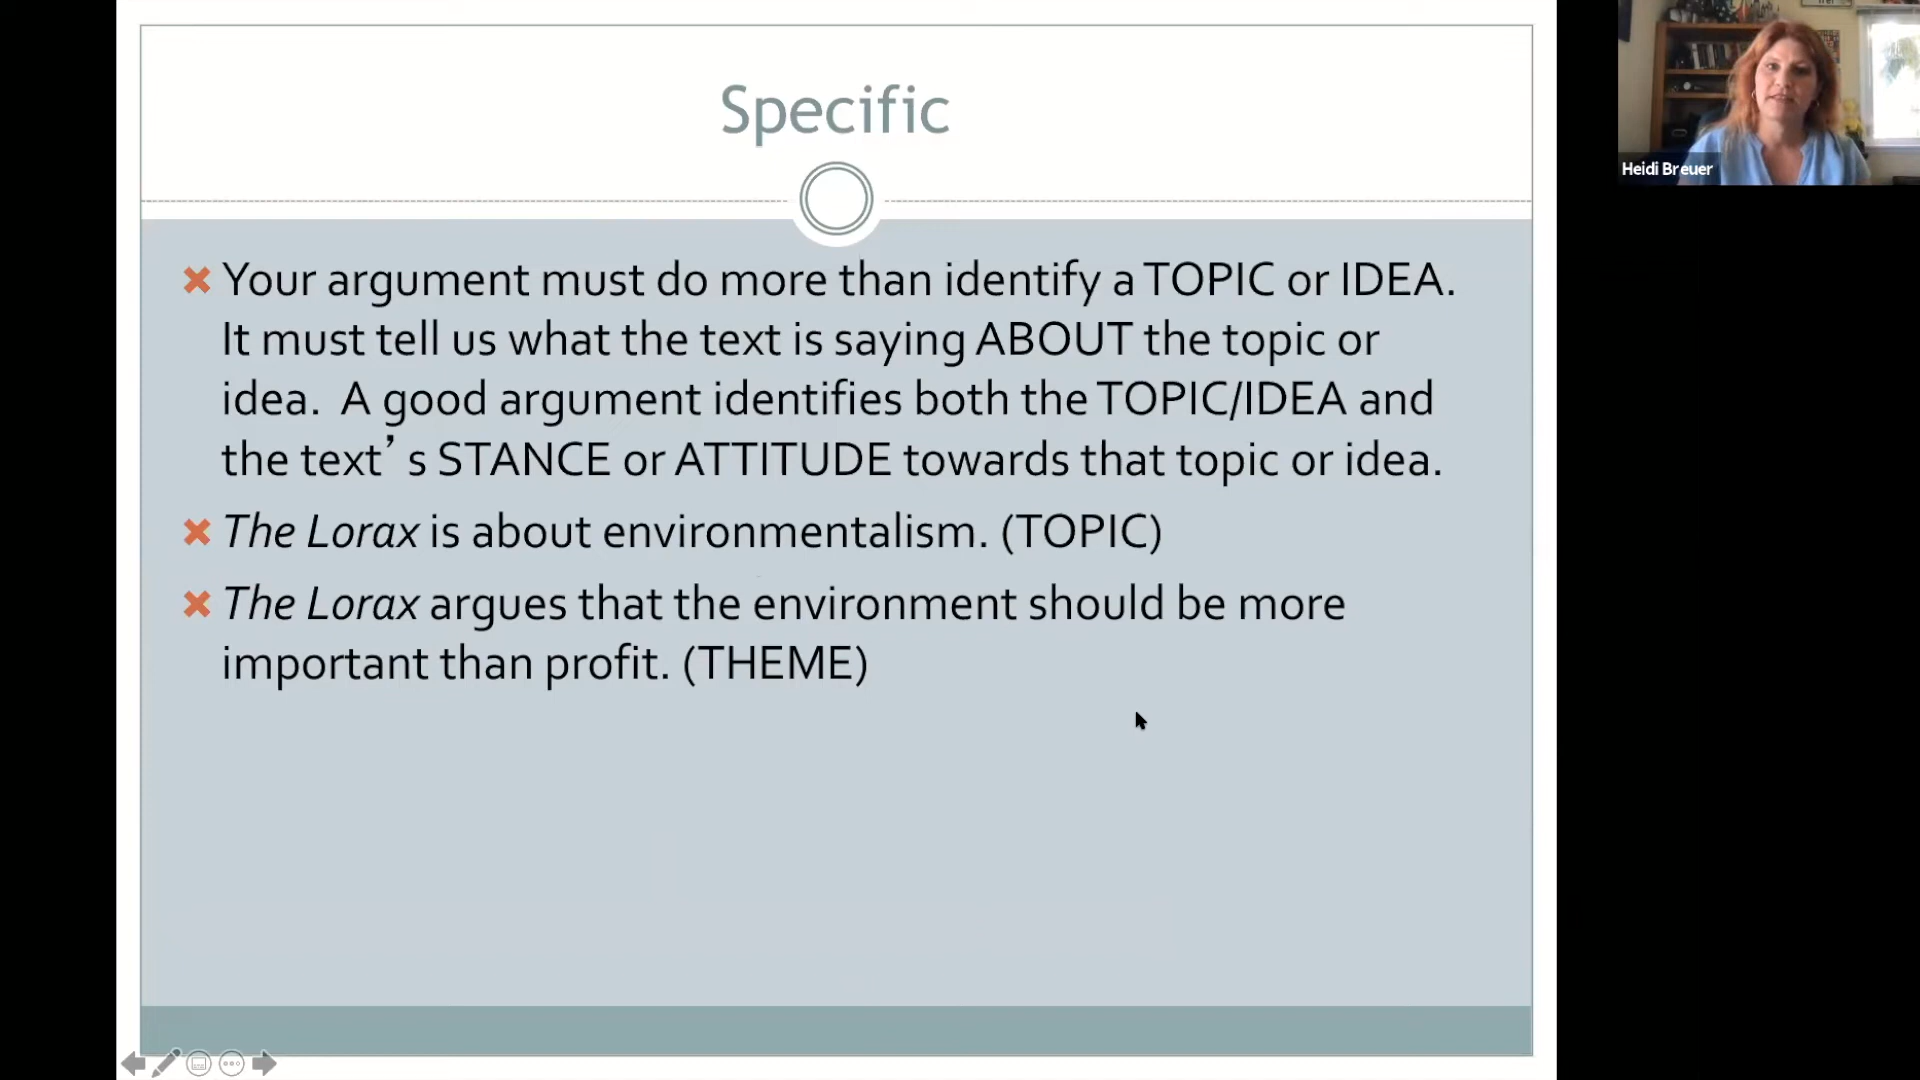 Specific
Your argument must do more than identify a TOPIC or IDEA.
It must tell us what the text is saying ABOUT the topic or
idea.  A good argument identifies both the TOPIC/IDEA and
the text’ s STANCE or ATTITUDE towards that topic or idea.
The Lorax is about environmentalism. (TOPIC)
The Lorax argues that the environment should be more
important than profit. (THEME)
Heidi Breuer